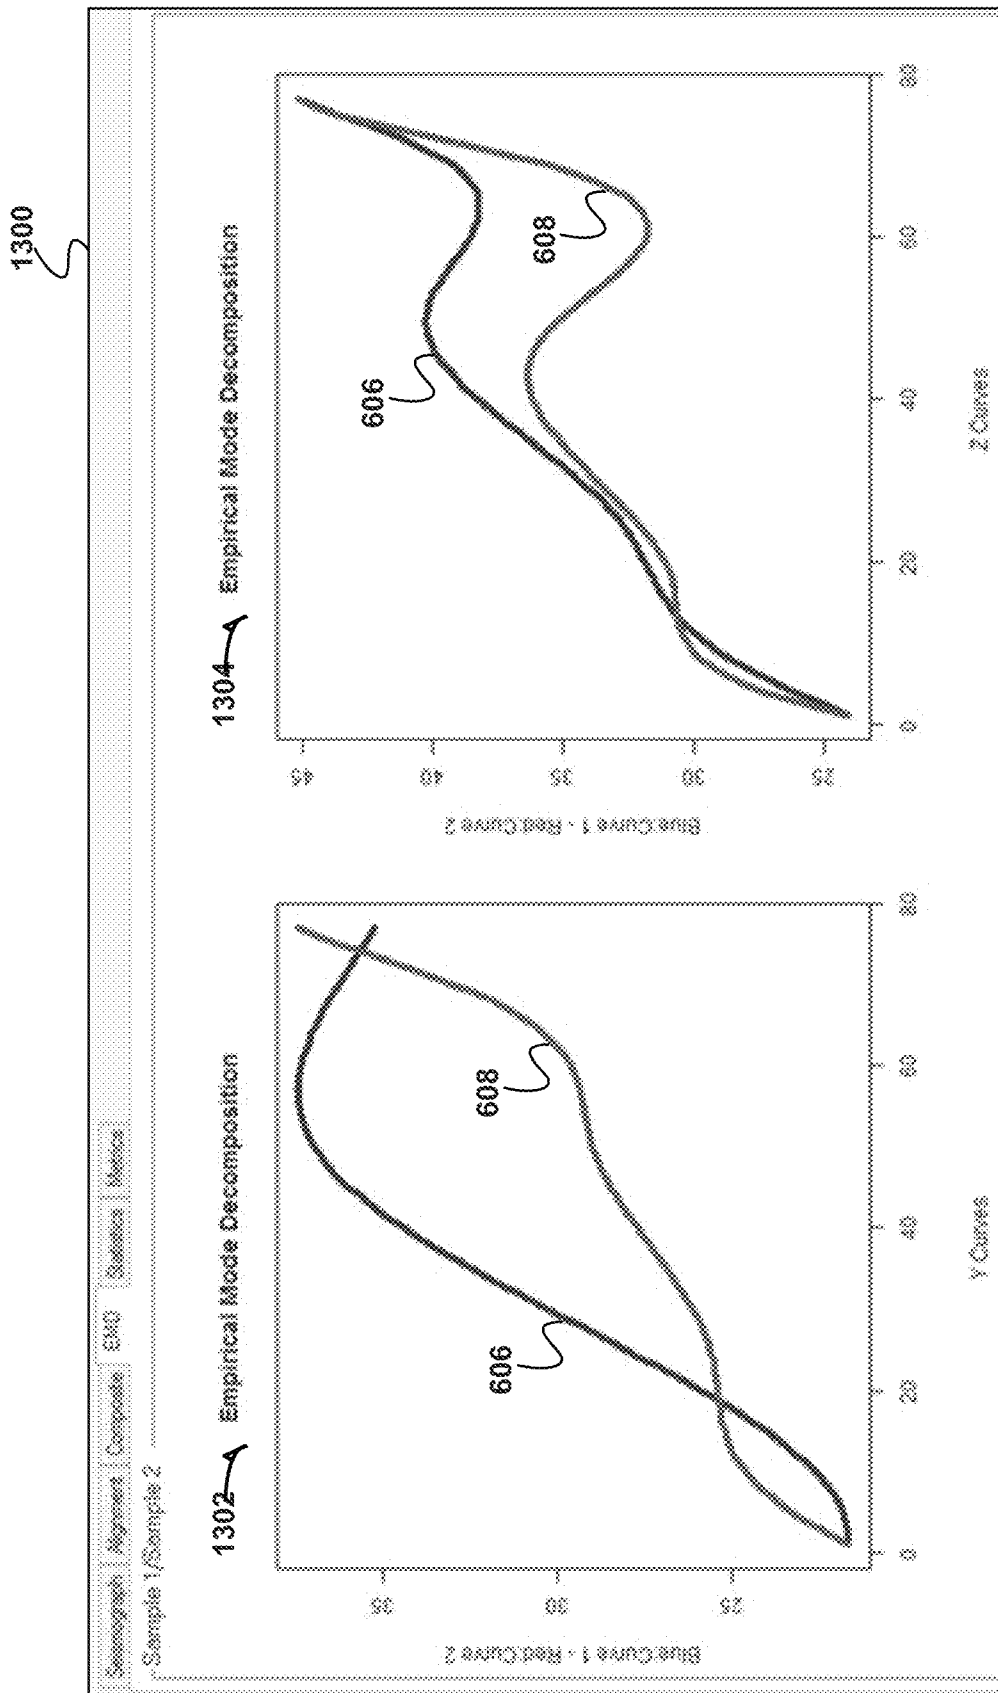 1300
Seismograph Alignment Composite EMD Statistics Metrics
Sample 1/Sample 2
1302 Empirical Mode Decomposition
Blue:Curve 1 - Red:Curve 2
35
30
25
606
608
0 20 40 60 80
Y Curves
1304 Empirical Mode Decomposition
Blue:Curve 1 - Red:Curve 2
45
40
35
30
25
606
608
0 20 40 60 80
Z Curves